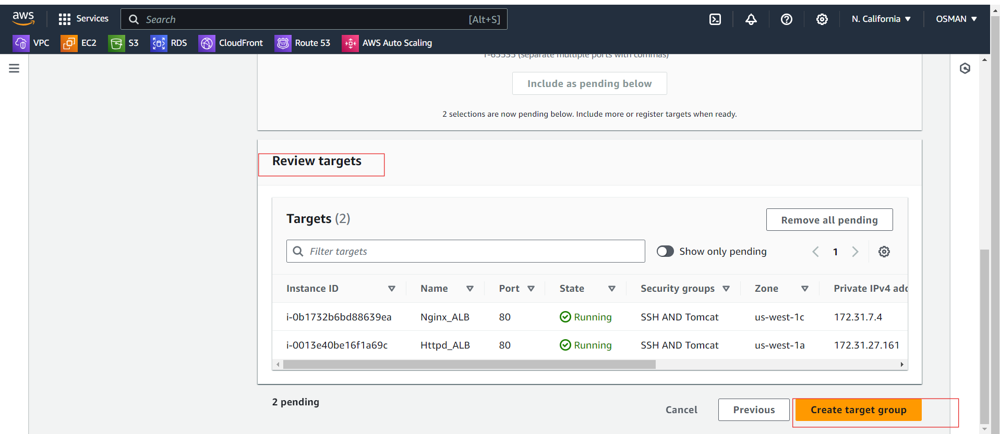 aws Services Search [Alt+S] N. California OSMAN
VPC EC2 S3 RDS CloudFront Route 53 AWS Auto Scaling
1-65535 (separate multiple ports with commas)
Include as pending below
2 selections are now pending below. Include more or register targets when ready.
Review targets
Targets (2)
Remove all pending
Filter targets Show only pending 1
Instance ID Name Port State Security groups Zone Private IPv4 add
i-0b1732b6bd88639ea Nginx_ALB 80 Running SSH AND Tomcat us-west-1c 172.31.7.4
i-0013e40be16f1a69c Httpd_ALB 80 Running SSH AND Tomcat us-west-1a 172.31.27.161
2 pending
Cancel Previous Create target group